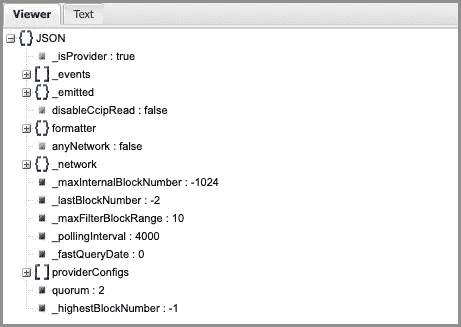 Viewer Text
{} JSON
_isProvider : true
[] _events
{} _emitted
disableCcipRead : false
{} formatter
anyNetwork : false
{} _network
_maxInternalBlockNumber : -1024
_lastBlockNumber : -2
_maxFilterBlockRange : 10
_pollingInterval : 4000
_fastQueryDate : 0
[] providerConfigs
quorum : 2
_highestBlockNumber : -1